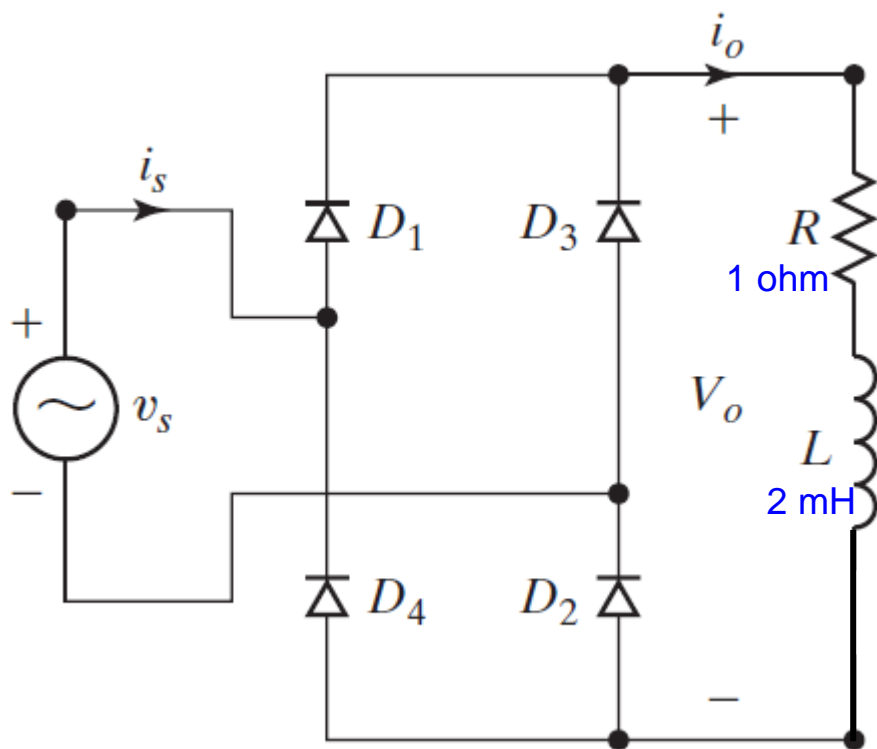 i_o
+
i_s
D_1
D_3
R
1 ohm
+
v_s
V_o
L
2 mH
−
D_4
D_2
−